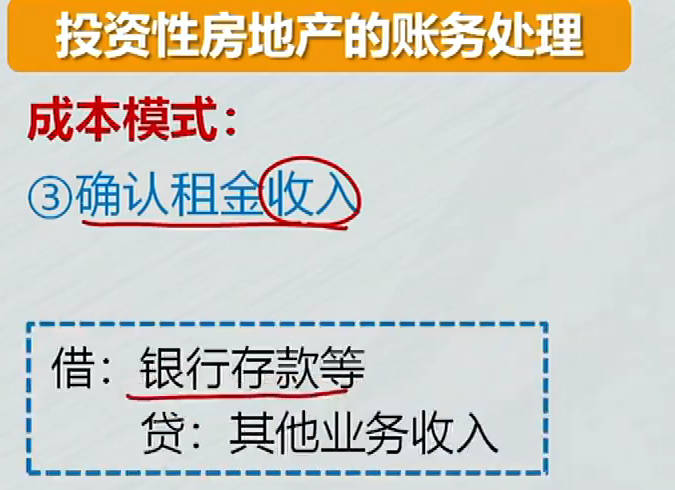 投资性房地产的账务处理
成本模式：
③确认租金收入
借：银行存款等
贷：其他业务收入